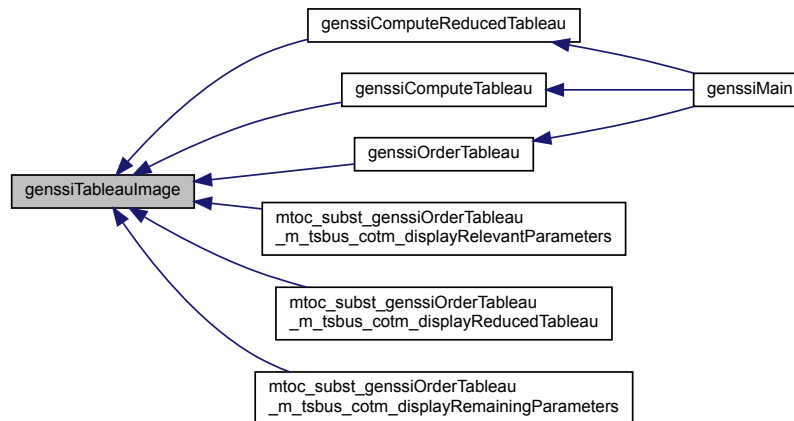 genssiComputeReducedTableau
genssiComputeTableau
genssiMain
genssiOrderTableau
genssiTableauImage
mtoc_subst_genssiOrderTableau
_m_tsbus_cotm_displayRelevantParameters
mtoc_subst_genssiOrderTableau
_m_tsbus_cotm_displayReducedTableau
mtoc_subst_genssiOrderTableau
_m_tsbus_cotm_displayRemainingParameters